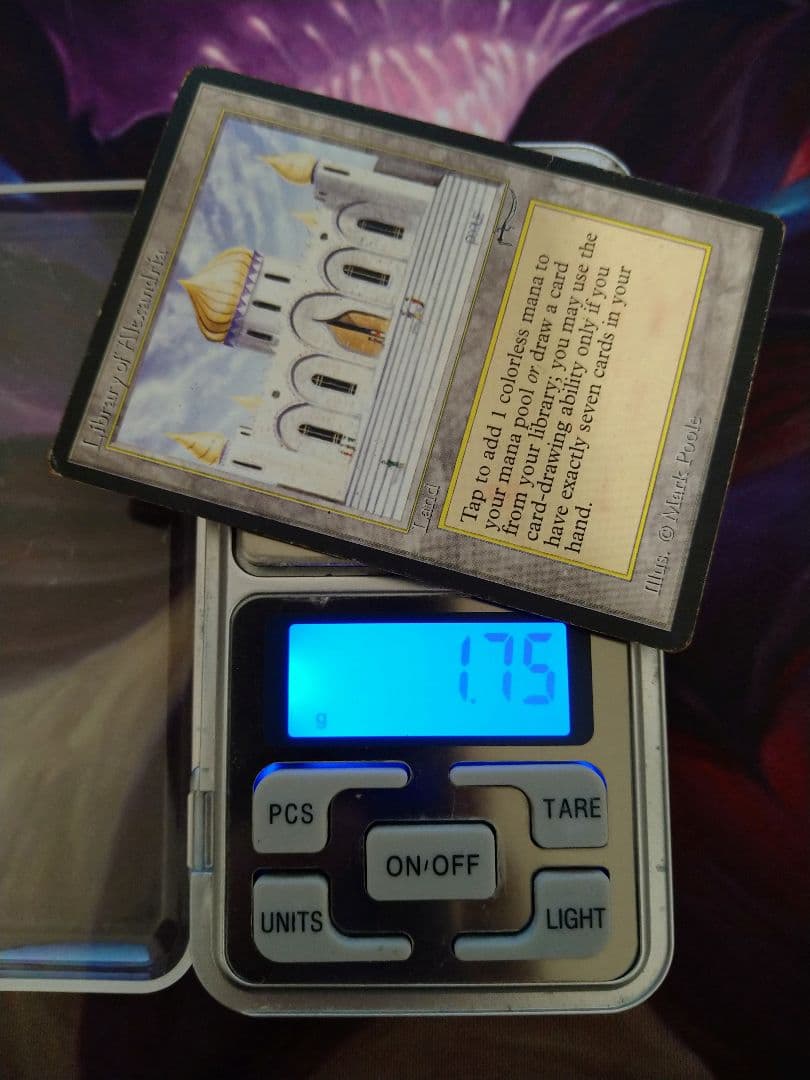 Library of Alexandria
Land
Tap to add 1 colorless mana to
your mana pool or draw a card
from your library; you may use the
card-drawing ability only if you
have exactly seven cards in your
hand.
Illus. © Mark Poole
1.75
g
PCS
TARE
ON/OFF
UNITS
LIGHT